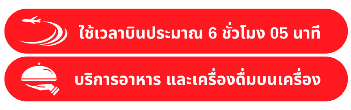 ใช้เวลาบินประมาณ 6 ชั่วโมง 05 นาที
บริการอาหาร และเครื่องดื่มบนเครื่อง